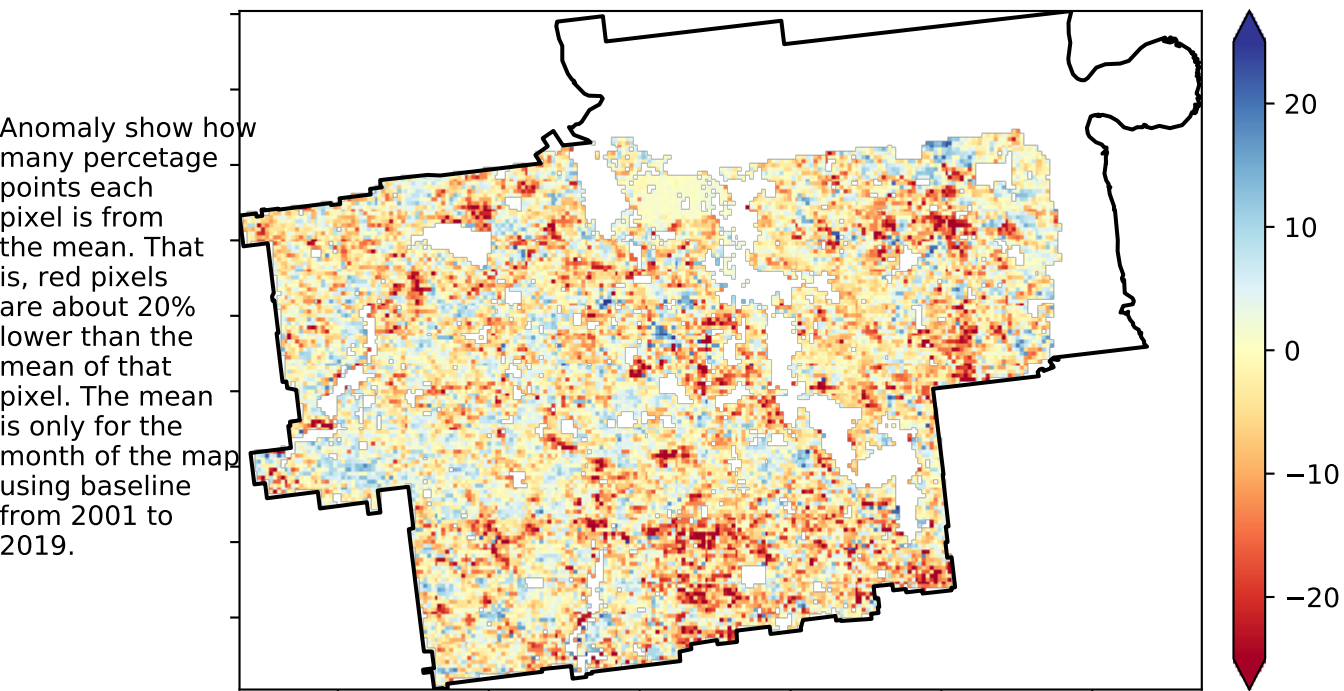 Anomaly show how
many percetage
points each
pixel is from
the mean. That
is, red pixels
are about 20%
lower than the
mean of that
pixel. The mean
is only for the
month of the map
using baseline
from 2001 to
2019.
20
10
0
−10
−20